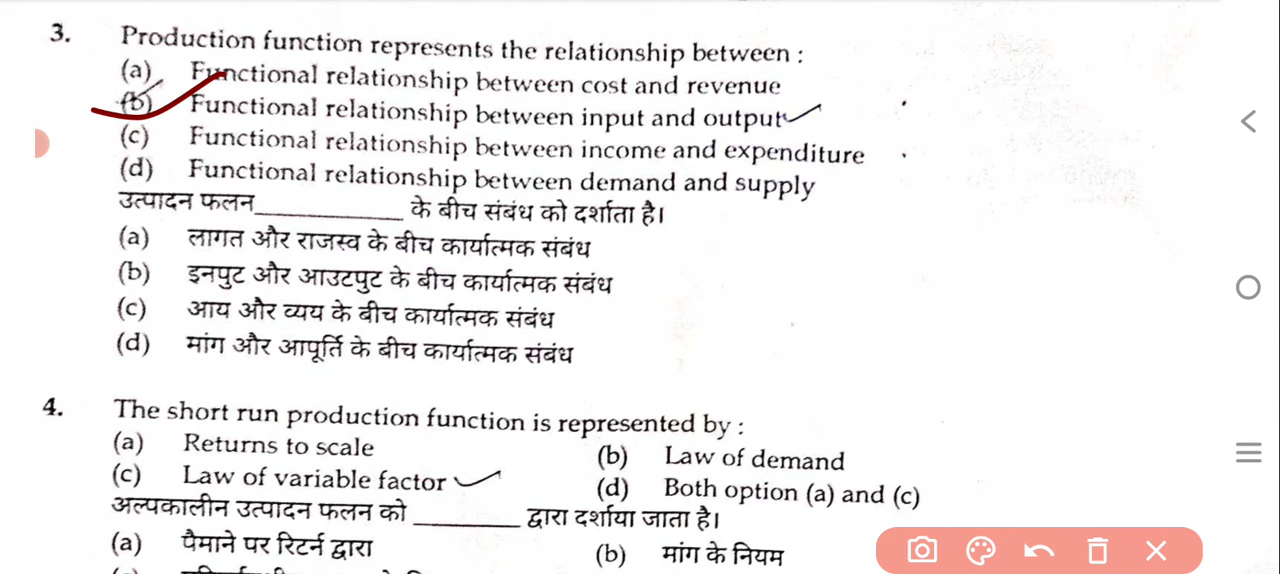 3. Production function represents the relationship between :
(a) Functional relationship between cost and revenue
(b) Functional relationship between input and output
(c) Functional relationship between income and expenditure
(d) Functional relationship between demand and supply
उत्पादन फलन____________ के बीच संबंध को दर्शाता है।
(a) लागत और राजस्व के बीच कार्यात्मक संबंध
(b) इनपुट और आउटपुट के बीच कार्यात्मक संबंध
(c) आय और व्यय के बीच कार्यात्मक संबंध
(d) मांग और आपूर्ति के बीच कार्यात्मक संबंध
4. The short run production function is represented by :
(a) Returns to scale (b) Law of demand
(c) Law of variable factor (d) Both option (a) and (c)
अल्पकालीन उत्पादन फलन को _________ द्वारा दर्शाया जाता है।
(a) पैमाने पर रिटर्न द्वारा (b) मांग के नियम